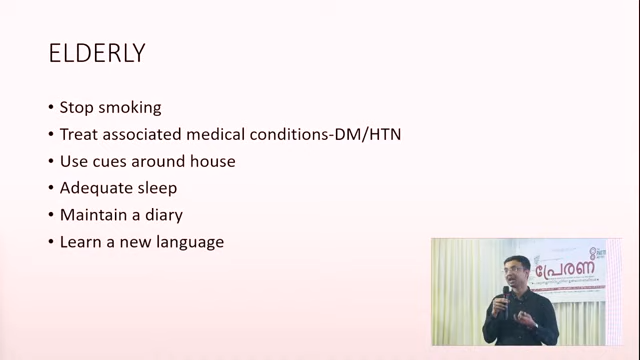 ELDERLY
• Stop smoking
• Treat associated medical conditions-DM/HTN
• Use cues around house
• Adequate sleep
• Maintain a diary
• Learn a new language
പ്രേരണ